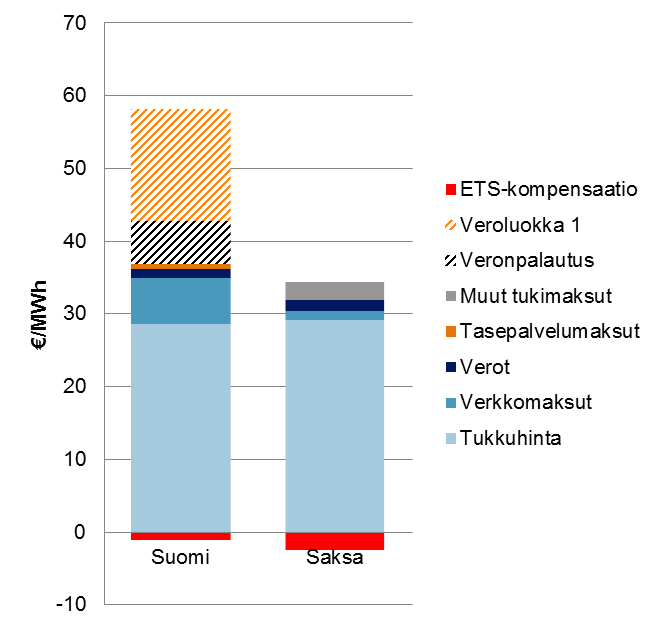 70
60
50
40
30
20
10
0
-10
€/MWh
Suomi
Saksa
ETS-kompensaatio
Veroluokka 1
Veronpalautus
Muut tukimaksut
Tasepalvelumaksut
Verot
Verkkomaksut
Tukkuhinta